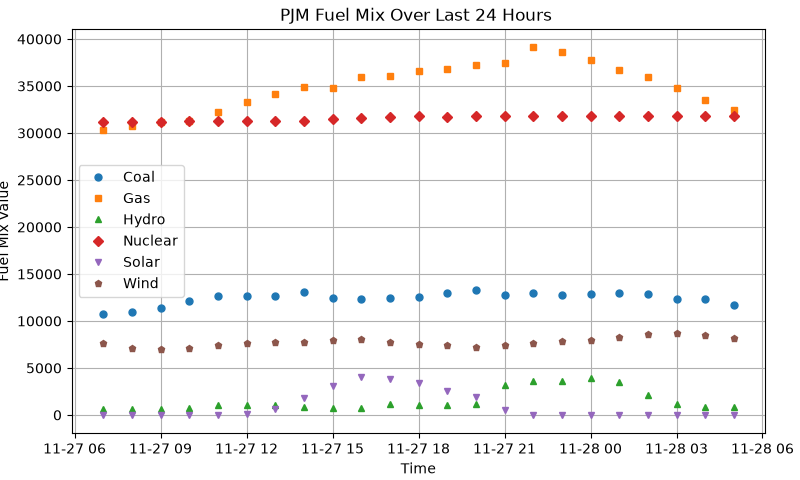 PJM Fuel Mix Over Last 24 Hours
Fuel Mix Value
40000
35000
30000
25000
20000
15000
10000
5000
0
Coal
Gas
Hydro
Nuclear
Solar
Wind
11-27 06 11-27 09 11-27 12 11-27 15 11-27 18 11-27 21 11-28 00 11-28 03 11-28 06
Time